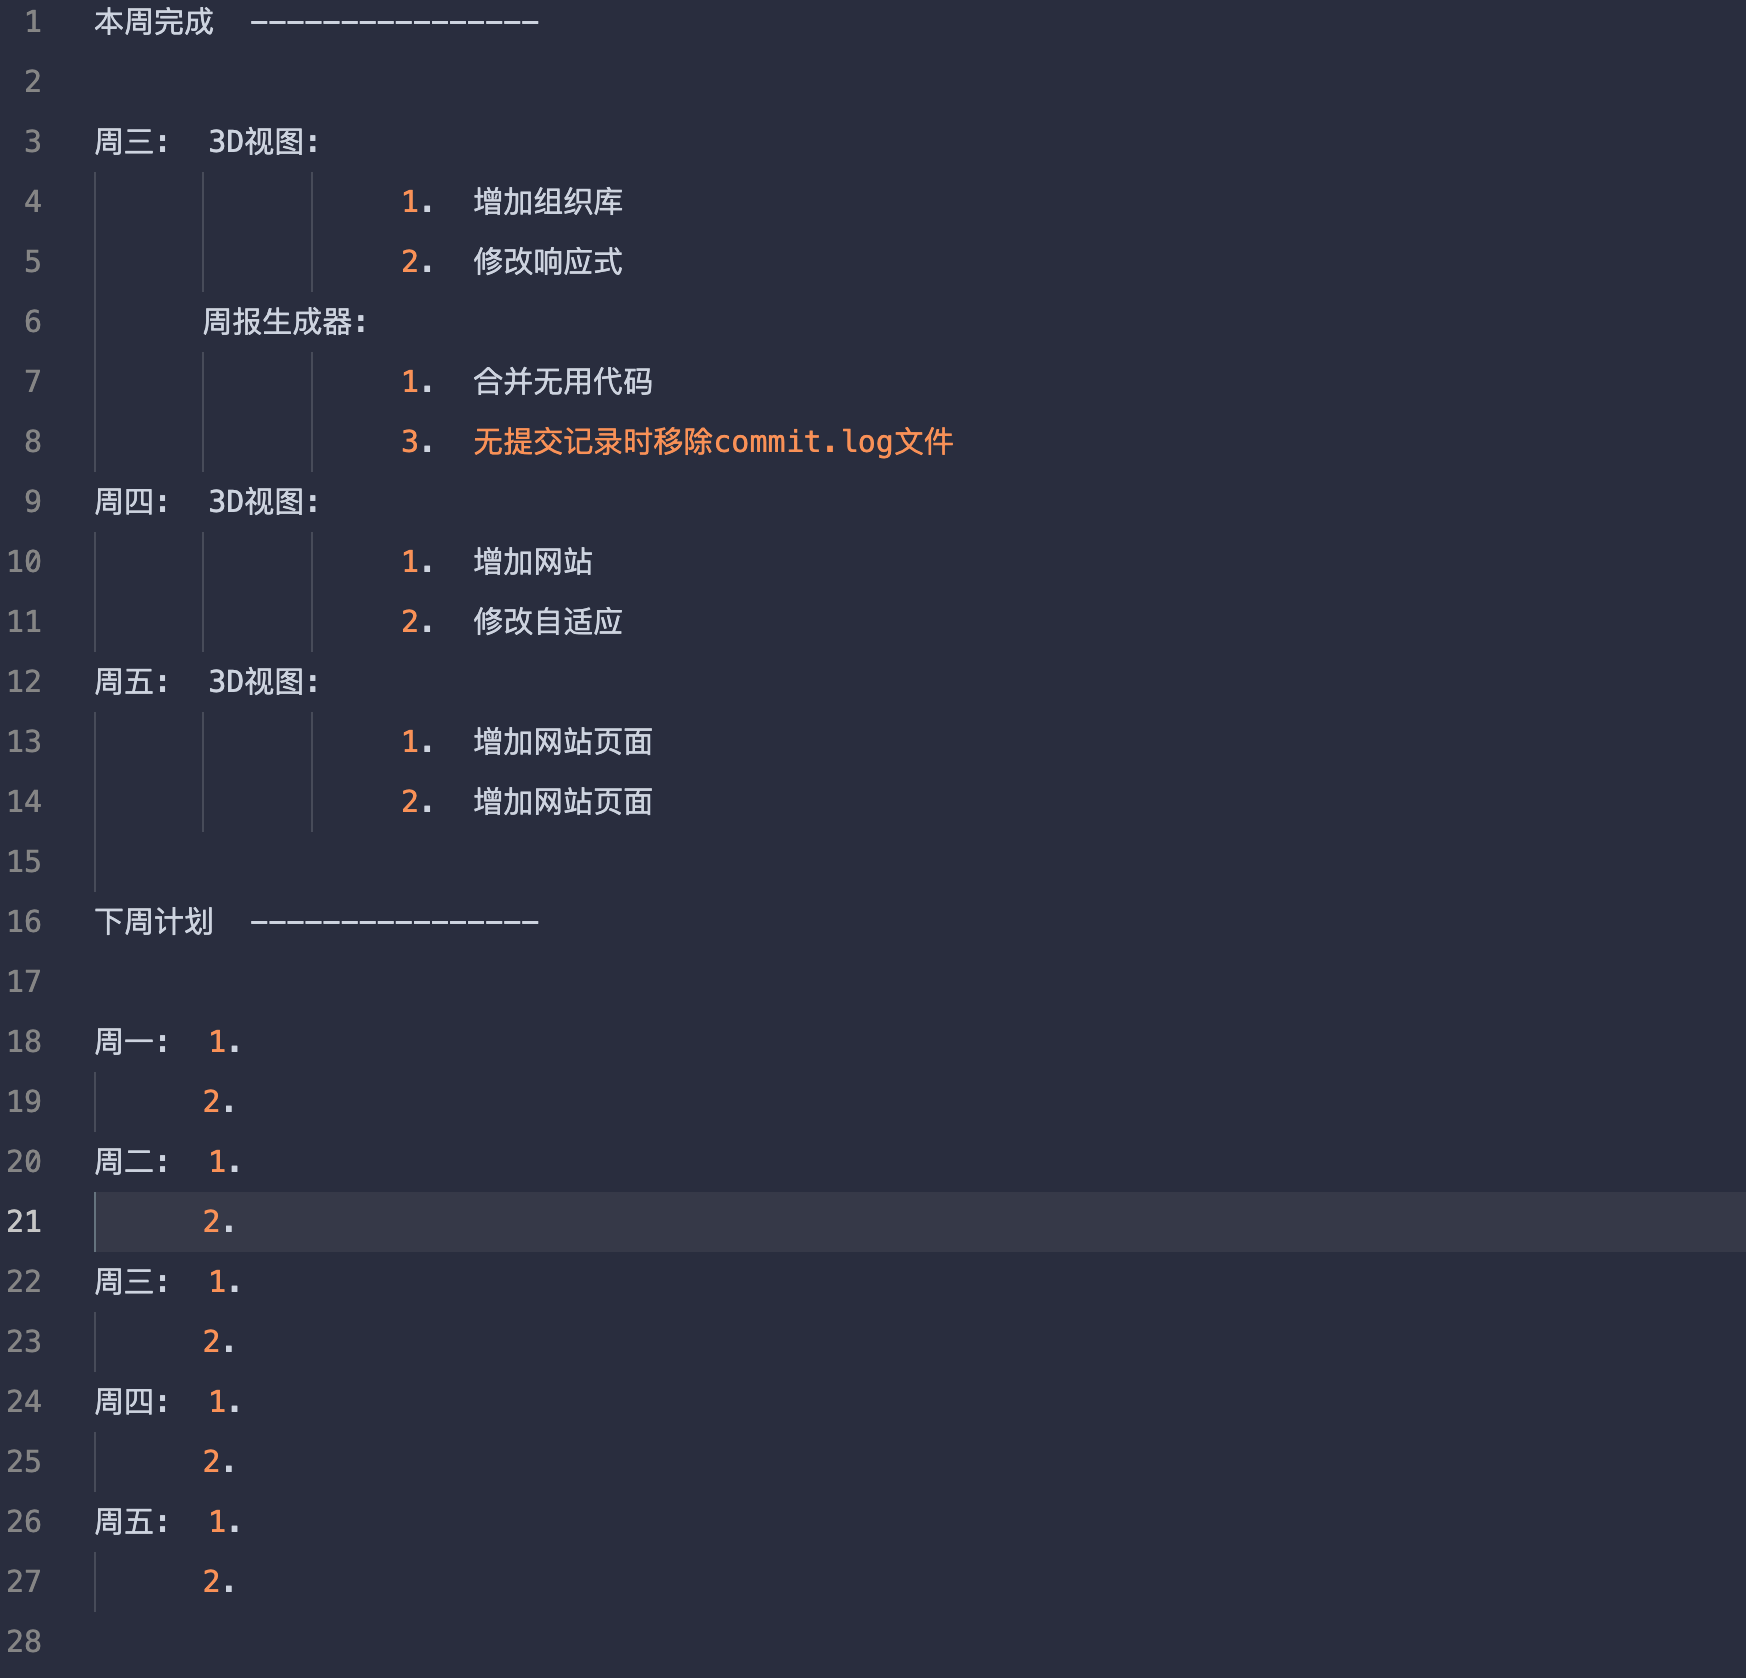 1 本周完成 ----------------
2
3 周三: 3D视图:
4 1. 增加组织库
5 2. 修改响应式
6 周报生成器:
7 1. 合并无用代码
8 3. 无提交记录时移除commit.log文件
9 周四: 3D视图:
10 1. 增加网站
11 2. 修改自适应
12 周五: 3D视图:
13 1. 增加网站页面
14 2. 增加网站页面
15
16 下周计划 ----------------
17
18 周一: 1.
19 2.
20 周二: 1.
21 2.
22 周三: 1.
23 2.
24 周四: 1.
25 2.
26 周五: 1.
27 2.
28